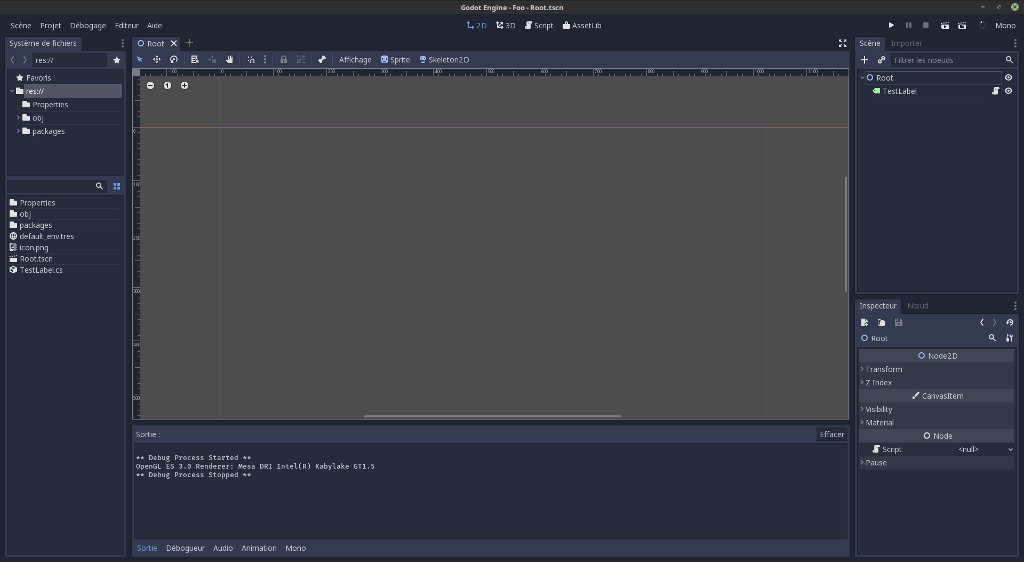 Godot Engine - Foo - Root.tscn
Scène Projet Débogage Editeur Aide 2D 3D Script AssetLib Mono
Système de fichiers
res://
Favoris :
res://
Properties
obj
packages
Properties
obj
packages
default_env.tres
icon.png
Root.tscn
TestLabel.cs
Root
Affichage Sprite Skeleton2D
Sortie : Effacer
** Debug Process Started **
OpenGL ES 3.0 Renderer: Mesa DRI Intel(R) Kabylake GT1.5
** Debug Process Stopped **
Sortie Débogueur Audio Animation Mono
Scène Importer
Filtrer les noeuds
Root
TestLabel
Inspecteur Nœud
Root
Node2D
Transform
Z Index
CanvasItem
Visibility
Material
Node
Script <null>
Pause